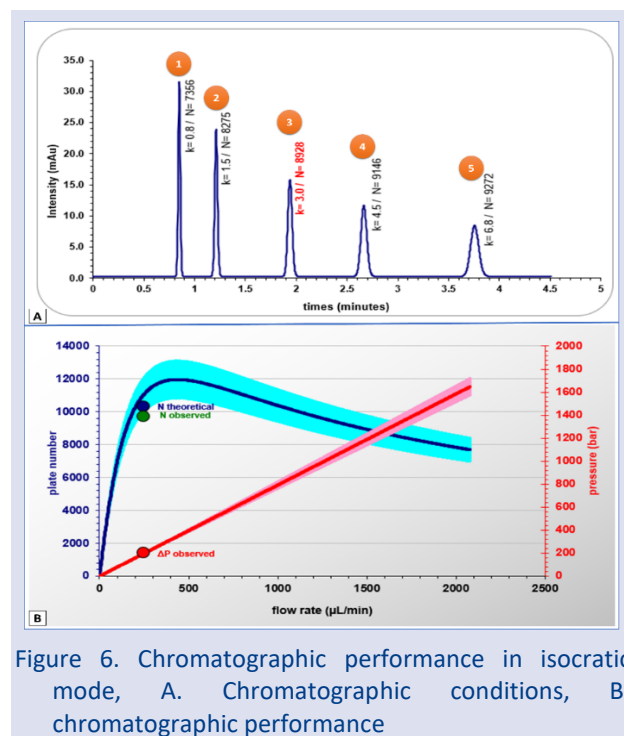 35.0
30.0
25.0
20.0
15.0
10.0
5.0
0.0
Intensity (mAu)
1
2
3
4
5
k= 0.8 / N= 7356
k= 1.5 / N= 8275
k= 3.0 / N= 8928
k= 4.5 / N= 9146
k= 6.8 / N= 9272
0 0.5 1 1.5 2 2.5 3 3.5 4 4.5 5
times (minutes)
A
14000
12000
10000
8000
6000
4000
2000
0
plate number
N theoretical
N observed
ΔP observed
2000
1800
1600
1400
1200
1000
800
600
400
200
0
pressure (bar)
0 500 1000 1500 2000 2500
flow rate (µL/min)
B
Figure 6. Chromatographic performance in isocratic
mode, A. Chromatographic conditions, B
chromatographic performance